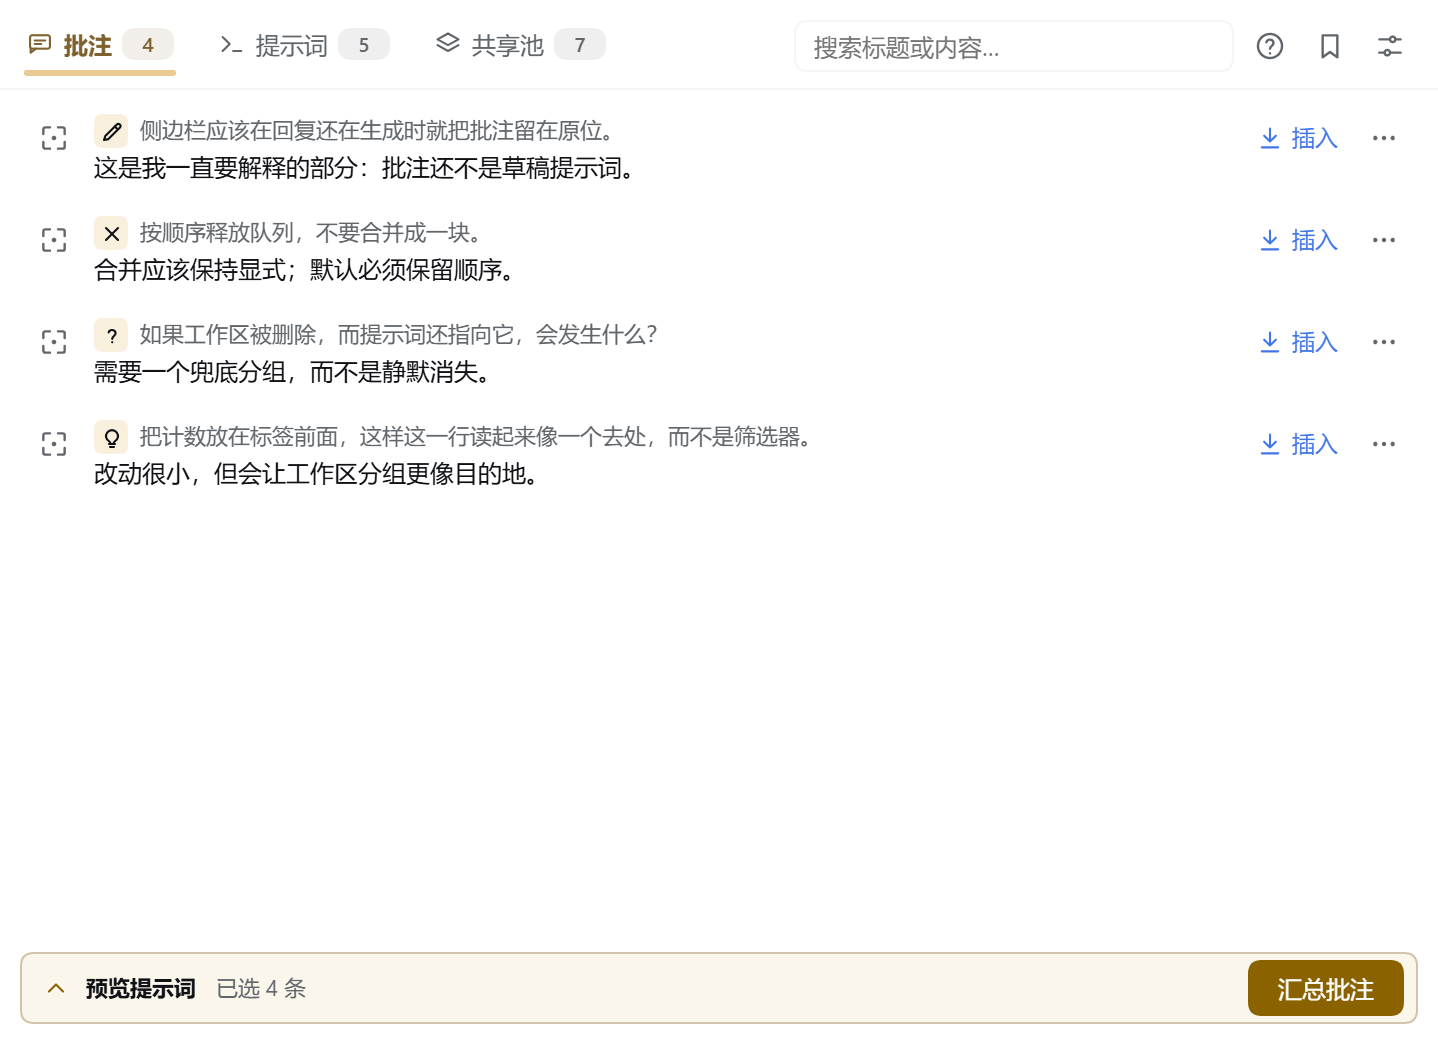 批注 4 提示词 5 共享池 7 搜索标题或内容...
侧边栏应该在回复还在生成时就把批注留在原位。
这是我一直要解释的部分：批注还不是草稿提示词。
插入
按顺序释放队列，不要合并成一块。
合并应该保持显式；默认必须保留顺序。
插入
如果工作区被删除，而提示词还指向它，会发生什么？
需要一个兜底分组，而不是静默消失。
插入
把计数放在标签前面，这样这一行读起来像一个去处，而不是筛选器。
改动很小，但会让工作区分组更像目的地。
插入
预览提示词 已选 4 条 汇总批注